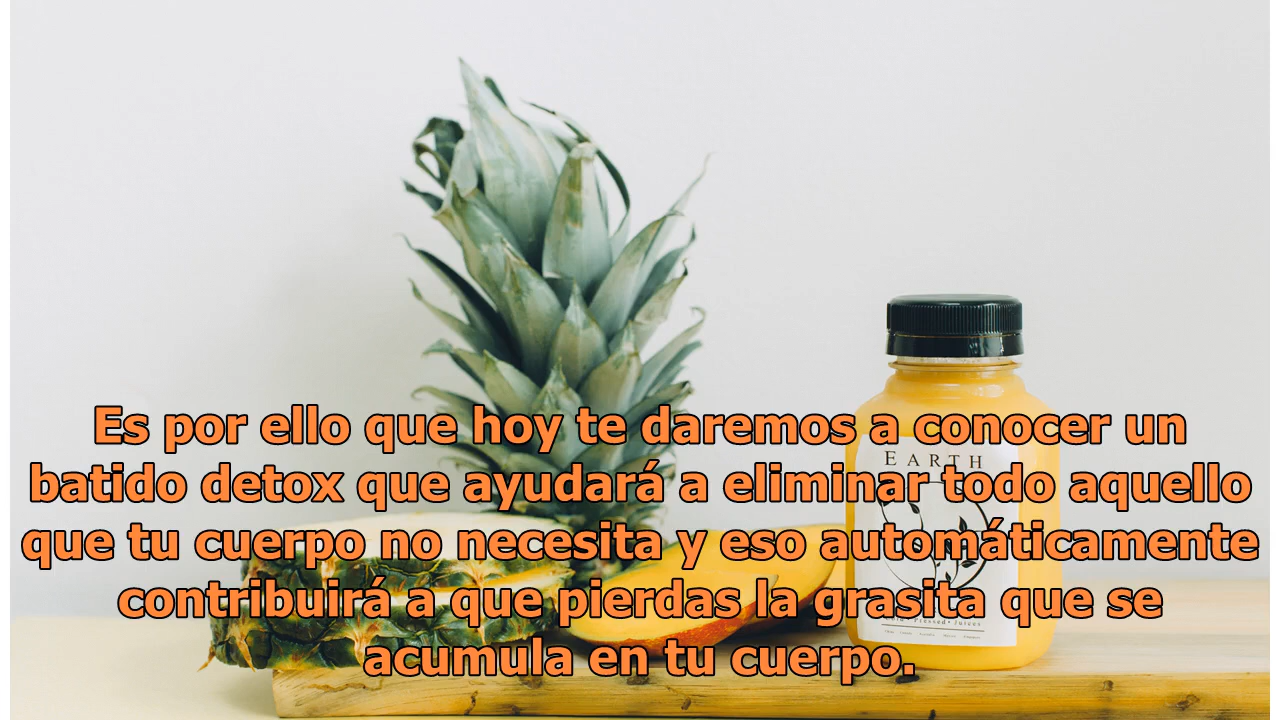 Es por ello que hoy te daremos a conocer un
batido detox que ayudará a eliminar todo aquello
que tu cuerpo no necesita y eso automáticamente
contribuirá a que pierdas la grasita que se
acumula en tu cuerpo.
EARTH